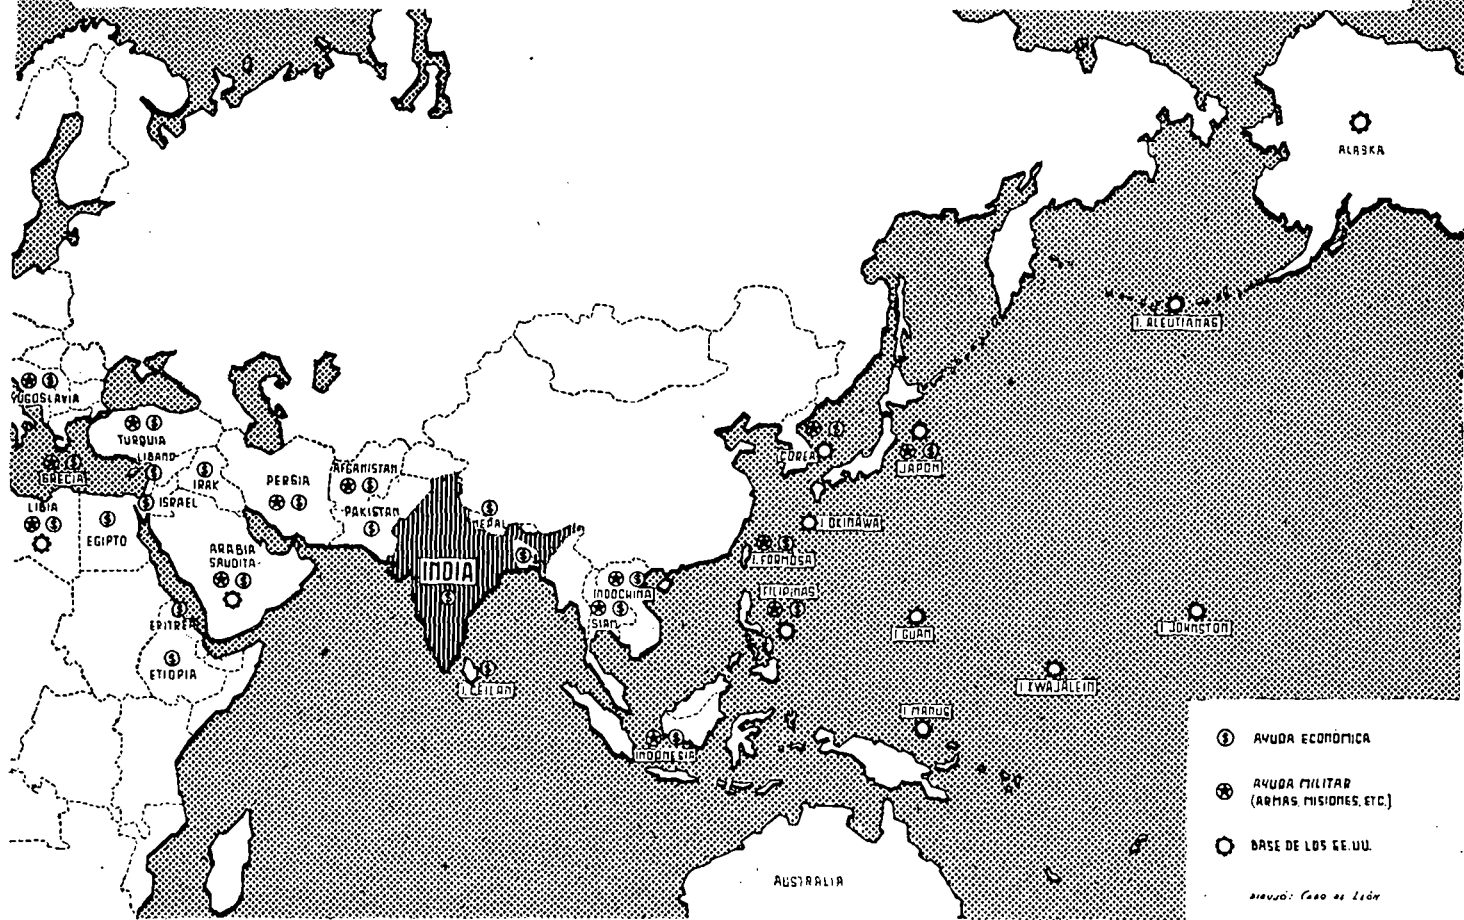 ALASKA
I. ALEUTIANAS
YUGOSLAVIA
TURQUIA
LIBANO
GRECIA
IRAK
ISRAEL
PERSIA
AFGANISTAN
PAKISTAN
NEPAL
COREA
JAPON
I OKINAWA
I. FORMOSA
LIBIA
EGIPTO
ARABIA
SAUDITA
INDIA
INDOCHINA
SIAM
FILIPINAS
ERITREA
ETIOPIA
I. CEILAN
I GUAM
I. JOHNSTON
I KWAJALEIN
I MANUS
INDONESIA
AUSTRALIA
AYUDA ECONÓMICA
AYUDA MILITAR
(ARMAS, MISIONES, ETC.)
BASE DE LOS EE.UU.
DIBUJÓ: CABO DE LEÓN